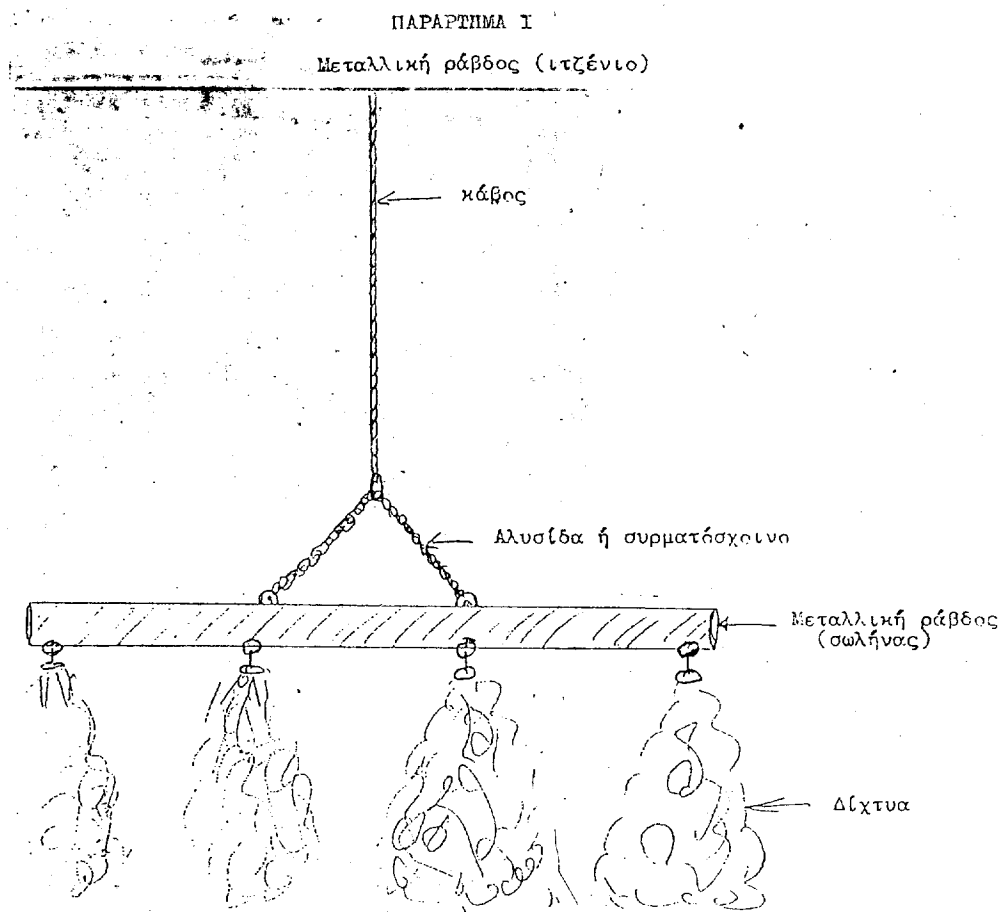 ΠΑΡΑΡΤΗΜΑ I
Μεταλλική ράβδος (ιτζένιο)
κάβος
Αλυσίδα ή συρματόσχοινο
Μεταλλική ράβδος
(σωλήνας)
Δίχτυα